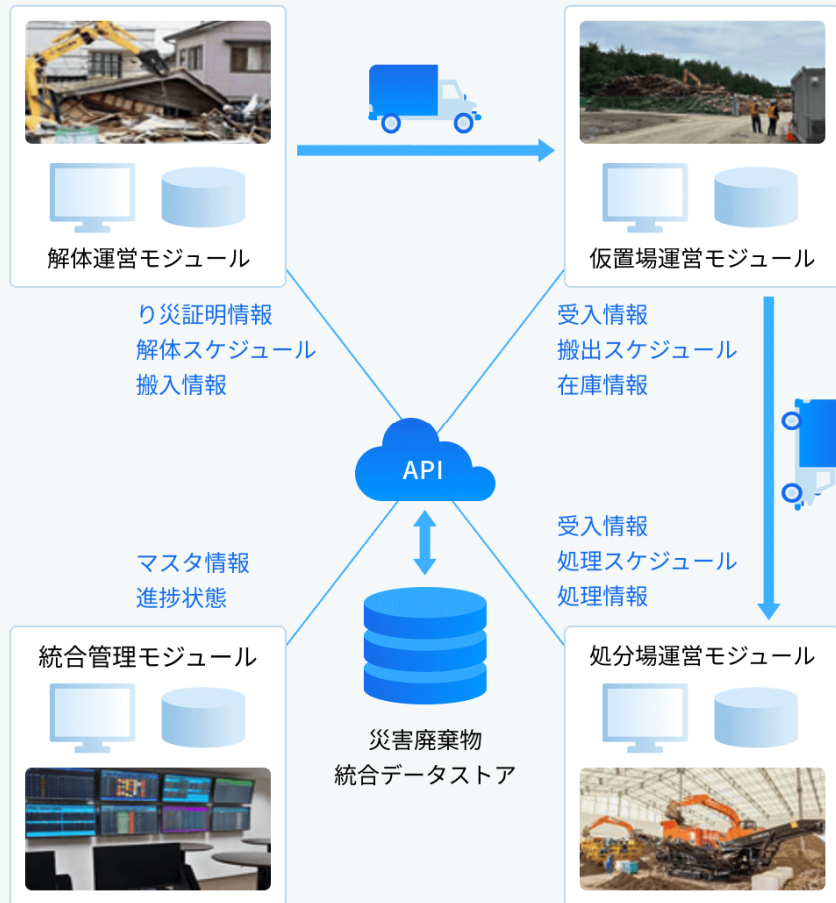 解体運営モジュール
仮置場運営モジュール
り災証明情報
解体スケジュール
搬入情報
受入情報
搬出スケジュール
在庫情報
API
マスタ情報
進捗状態
受入情報
処理スケジュール
処理情報
統合管理モジュール
処分場運営モジュール
災害廃棄物
統合データストア